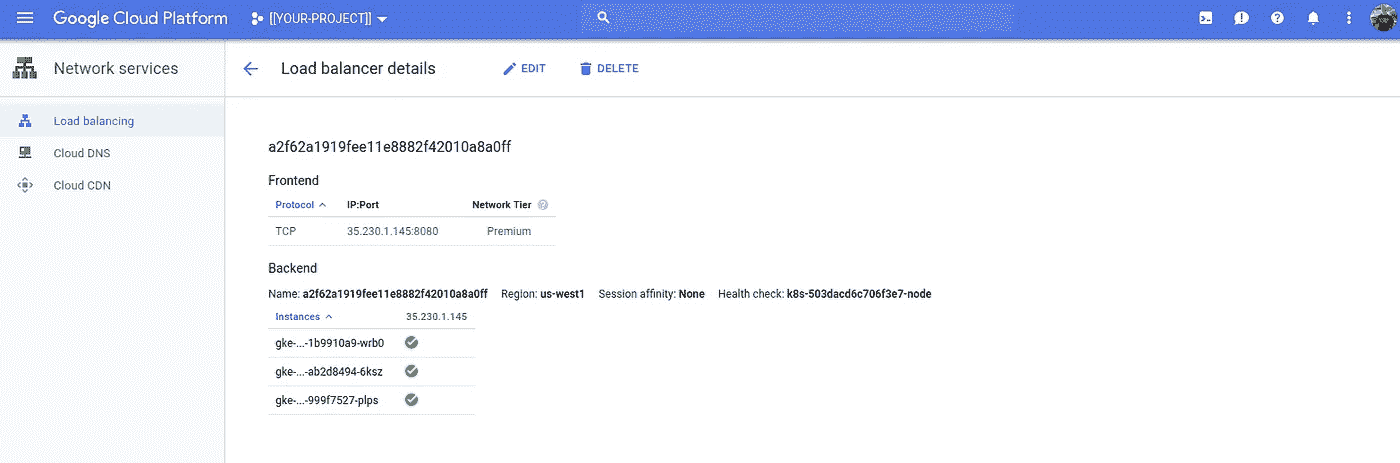 Google Cloud Platform [[YOUR-PROJECT]]
Network services
Load balancer details EDIT DELETE
Load balancing
Cloud DNS
Cloud CDN
a2f62a1919fee11e8882f42010a8a0ff
Frontend
Protocol IP:Port Network Tier
TCP 35.230.1.145:8080 Premium
Backend
Name: a2f62a1919fee11e8882f42010a8a0ff Region: us-west1 Session affinity: None Health check: k8s-503dacd6c706f3e7-node
Instances 35.230.1.145
gke-...-1b9910a9-wrb0
gke-...-ab2d8494-6ksz
gke-...-999f7527-plps